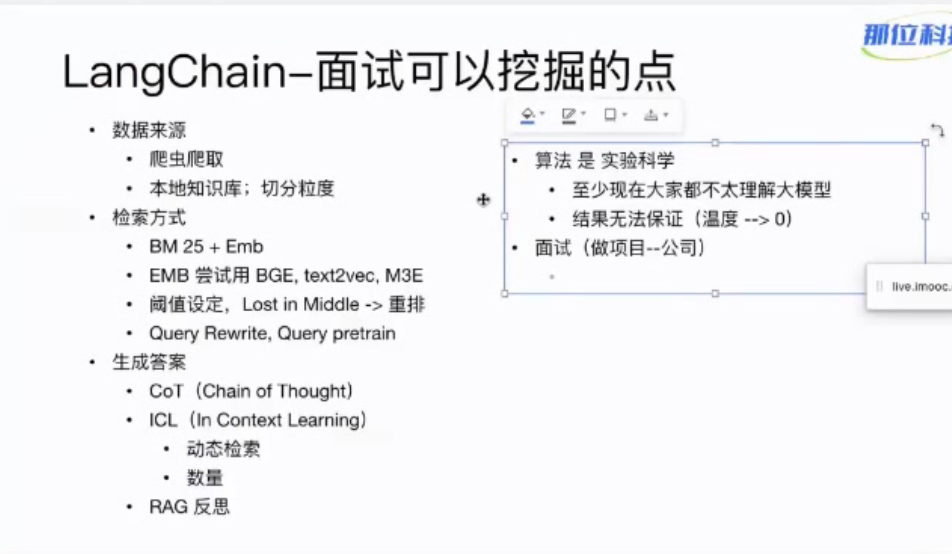 那位科技
LangChain–面试可以挖掘的点
• 数据来源
• 爬虫爬取
• 本地知识库；切分粒度
• 检索方式
• BM 25 + Emb
• EMB 尝试用 BGE, text2vec, M3E
• 阈值设定，Lost in Middle -> 重排
• Query Rewrite, Query pretrain
• 生成答案
• CoT（Chain of Thought）
• ICL（In Context Learning）
• 动态检索
• 数量
• RAG 反思
• 算法 是 实验科学
• 至少现在大家都不太理解大模型
• 结果无法保证（温度 --> 0）
• 面试（做项目--公司）
live.imooc.